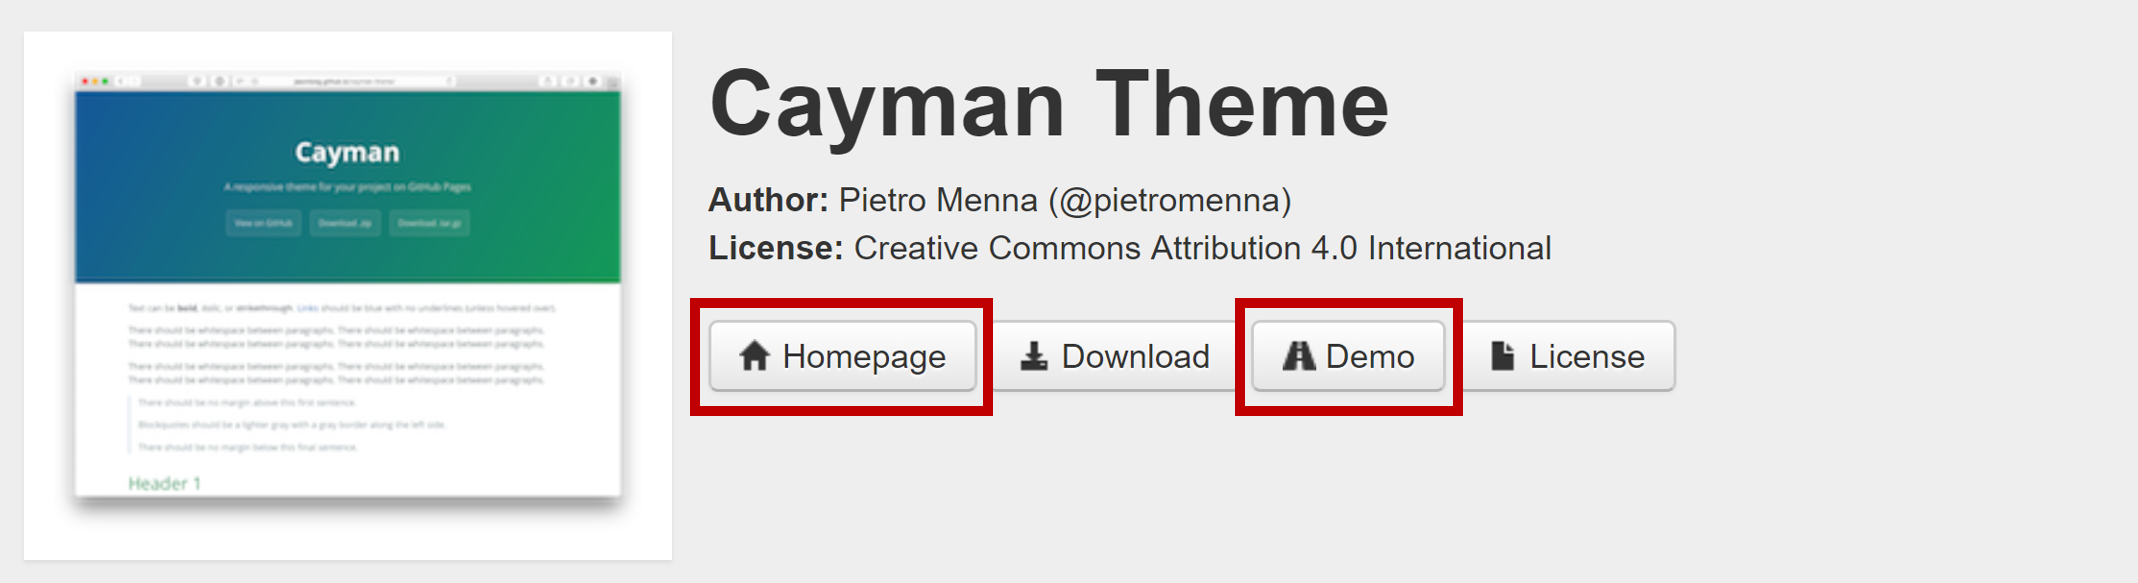 Cayman
A responsive theme for your project on GitHub Pages
View on GitHub
Download .zip
Download .tar.gz
Text can be bold, italic, or strikethrough. Links should be blue with no underlines (unless hovered over).
There should be whitespace between paragraphs. There should be whitespace between paragraphs.
There should be whitespace between paragraphs. There should be whitespace between paragraphs.
There should be whitespace between paragraphs. There should be whitespace between paragraphs.
There should be whitespace between paragraphs. There should be whitespace between paragraphs.
There should be no margin above this first sentence.
Blockquotes should be a lighter gray with a gray border along the left side.
There should be no margin below this final sentence.
Header 1
Cayman Theme
Author: Pietro Menna (@pietromenna)
License: Creative Commons Attribution 4.0 International
Homepage
Download
Demo
License